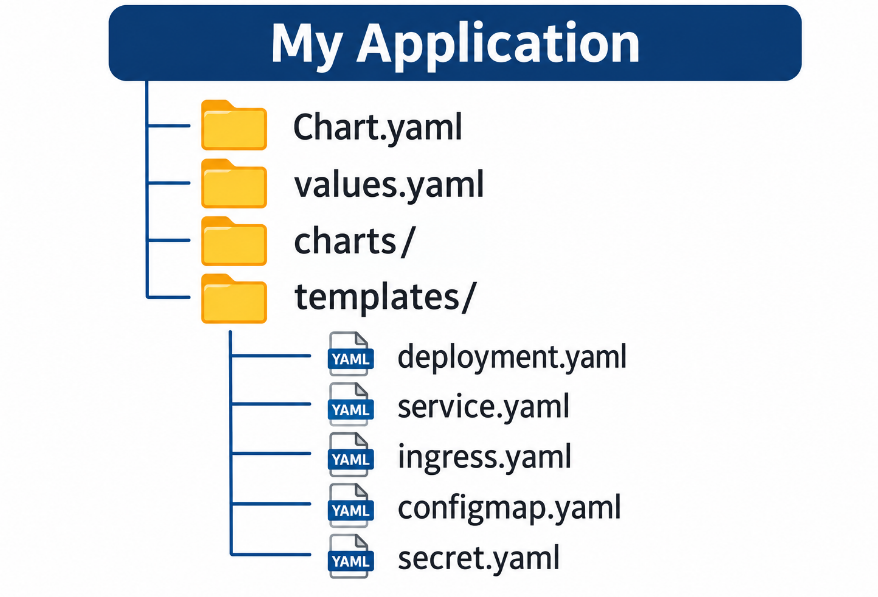 My Application
Chart.yaml
values.yaml
charts/
templates/
YAML deployment.yaml
YAML service.yaml
YAML ingress.yaml
YAML configmap.yaml
YAML secret.yaml